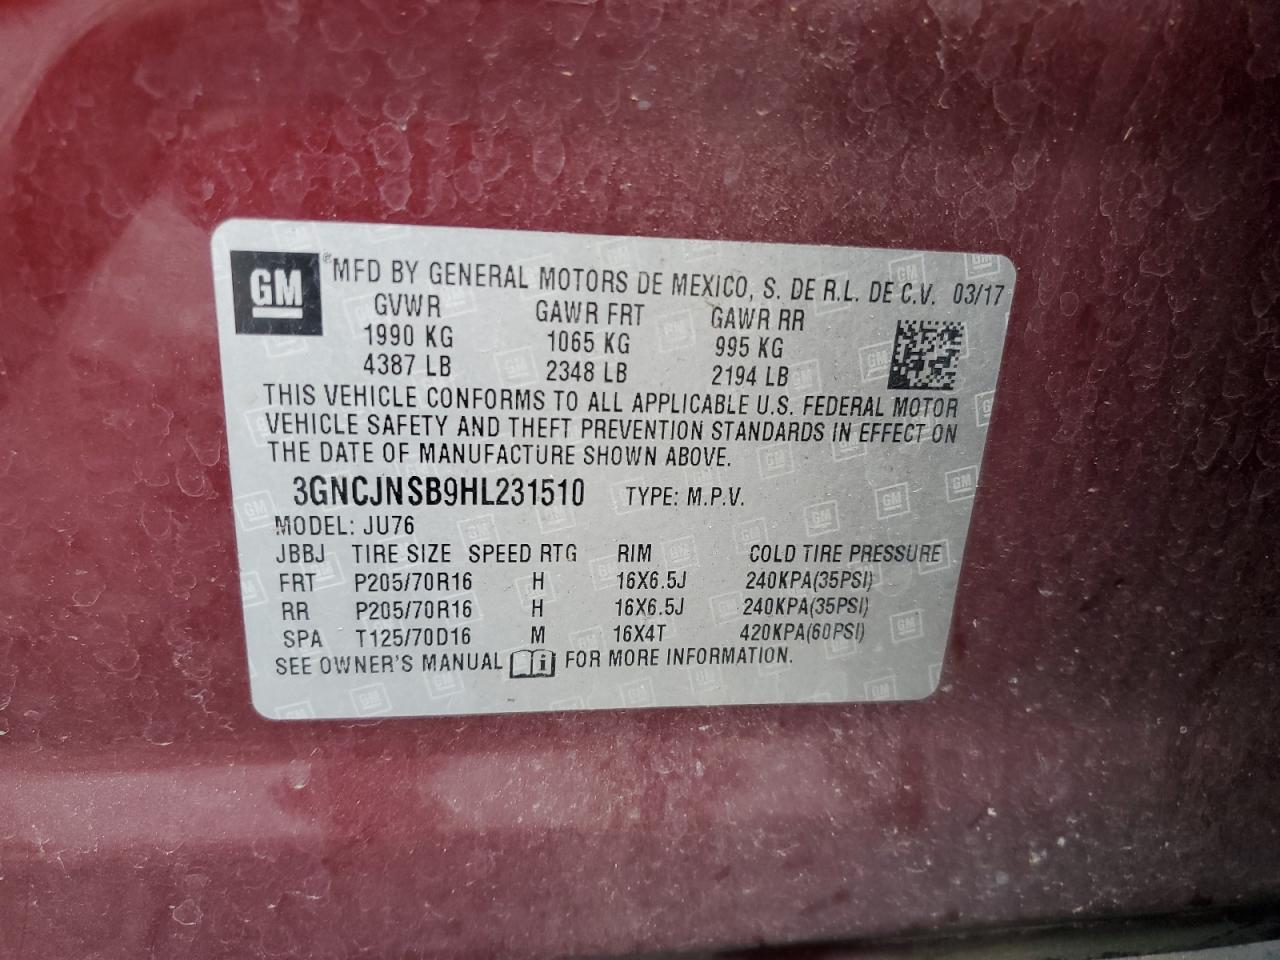 GM ® MFD BY GENERAL MOTORS DE MEXICO, S. DE R.L. DE C.V. 03/17
GVWR GAWR FRT GAWR RR
1990 KG 1065 KG 995 KG
4387 LB 2348 LB 2194 LB
THIS VEHICLE CONFORMS TO ALL APPLICABLE U.S. FEDERAL MOTOR
VEHICLE SAFETY AND THEFT PREVENTION STANDARDS IN EFFECT ON
THE DATE OF MANUFACTURE SHOWN ABOVE.
3GNCJNSB9HL231510 TYPE: M.P.V.
MODEL: JU76
JBBJ TIRE SIZE SPEED RTG RIM COLD TIRE PRESSURE
FRT P205/70R16 H 16X6.5J 240KPA(35PSI)
RR P205/70R16 H 16X6.5J 240KPA(35PSI)
SPA T125/70D16 M 16X4T 420KPA(60PSI)
SEE OWNER'S MANUAL i FOR MORE INFORMATION.